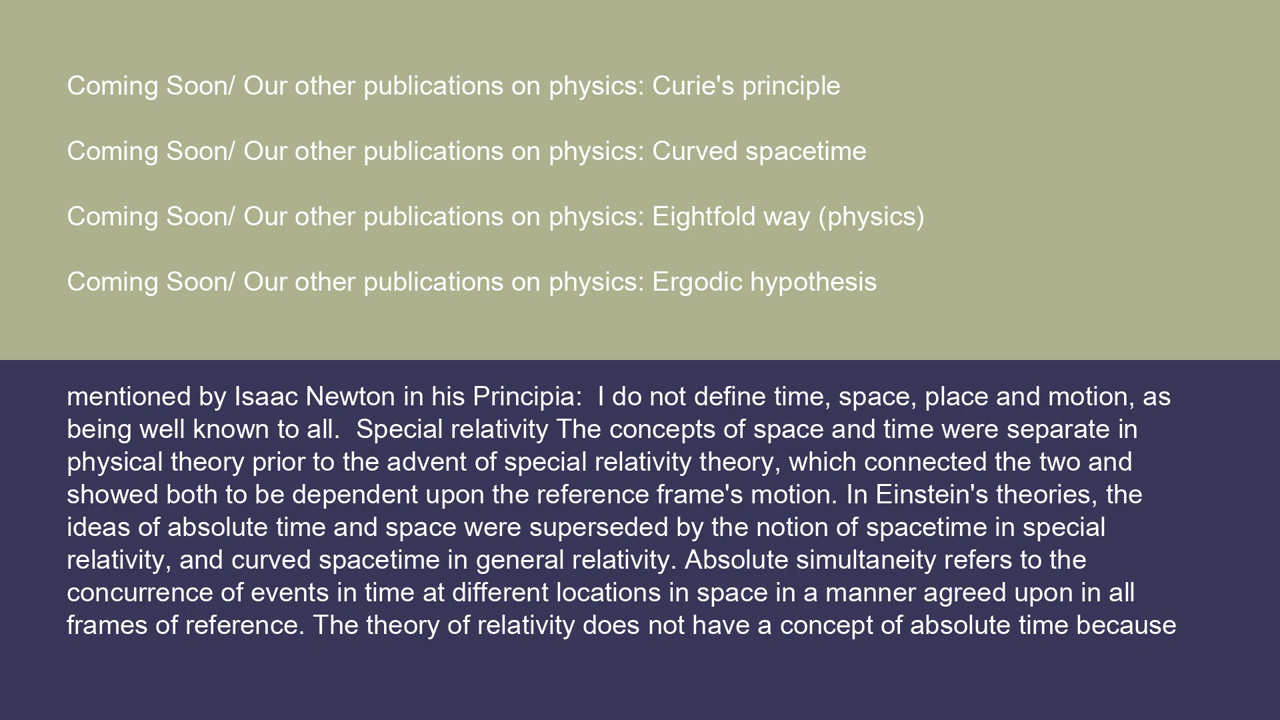 Coming Soon/ Our other publications on physics: Curie's principle
Coming Soon/ Our other publications on physics: Curved spacetime
Coming Soon/ Our other publications on physics: Eightfold way (physics)
Coming Soon/ Our other publications on physics: Ergodic hypothesis
mentioned by Isaac Newton in his Principia:  I do not define time, space, place and motion, as
being well known to all.  Special relativity The concepts of space and time were separate in
physical theory prior to the advent of special relativity theory, which connected the two and
showed both to be dependent upon the reference frame's motion. In Einstein's theories, the
ideas of absolute time and space were superseded by the notion of spacetime in special
relativity, and curved spacetime in general relativity. Absolute simultaneity refers to the
concurrence of events in time at different locations in space in a manner agreed upon in all
frames of reference. The theory of relativity does not have a concept of absolute time because